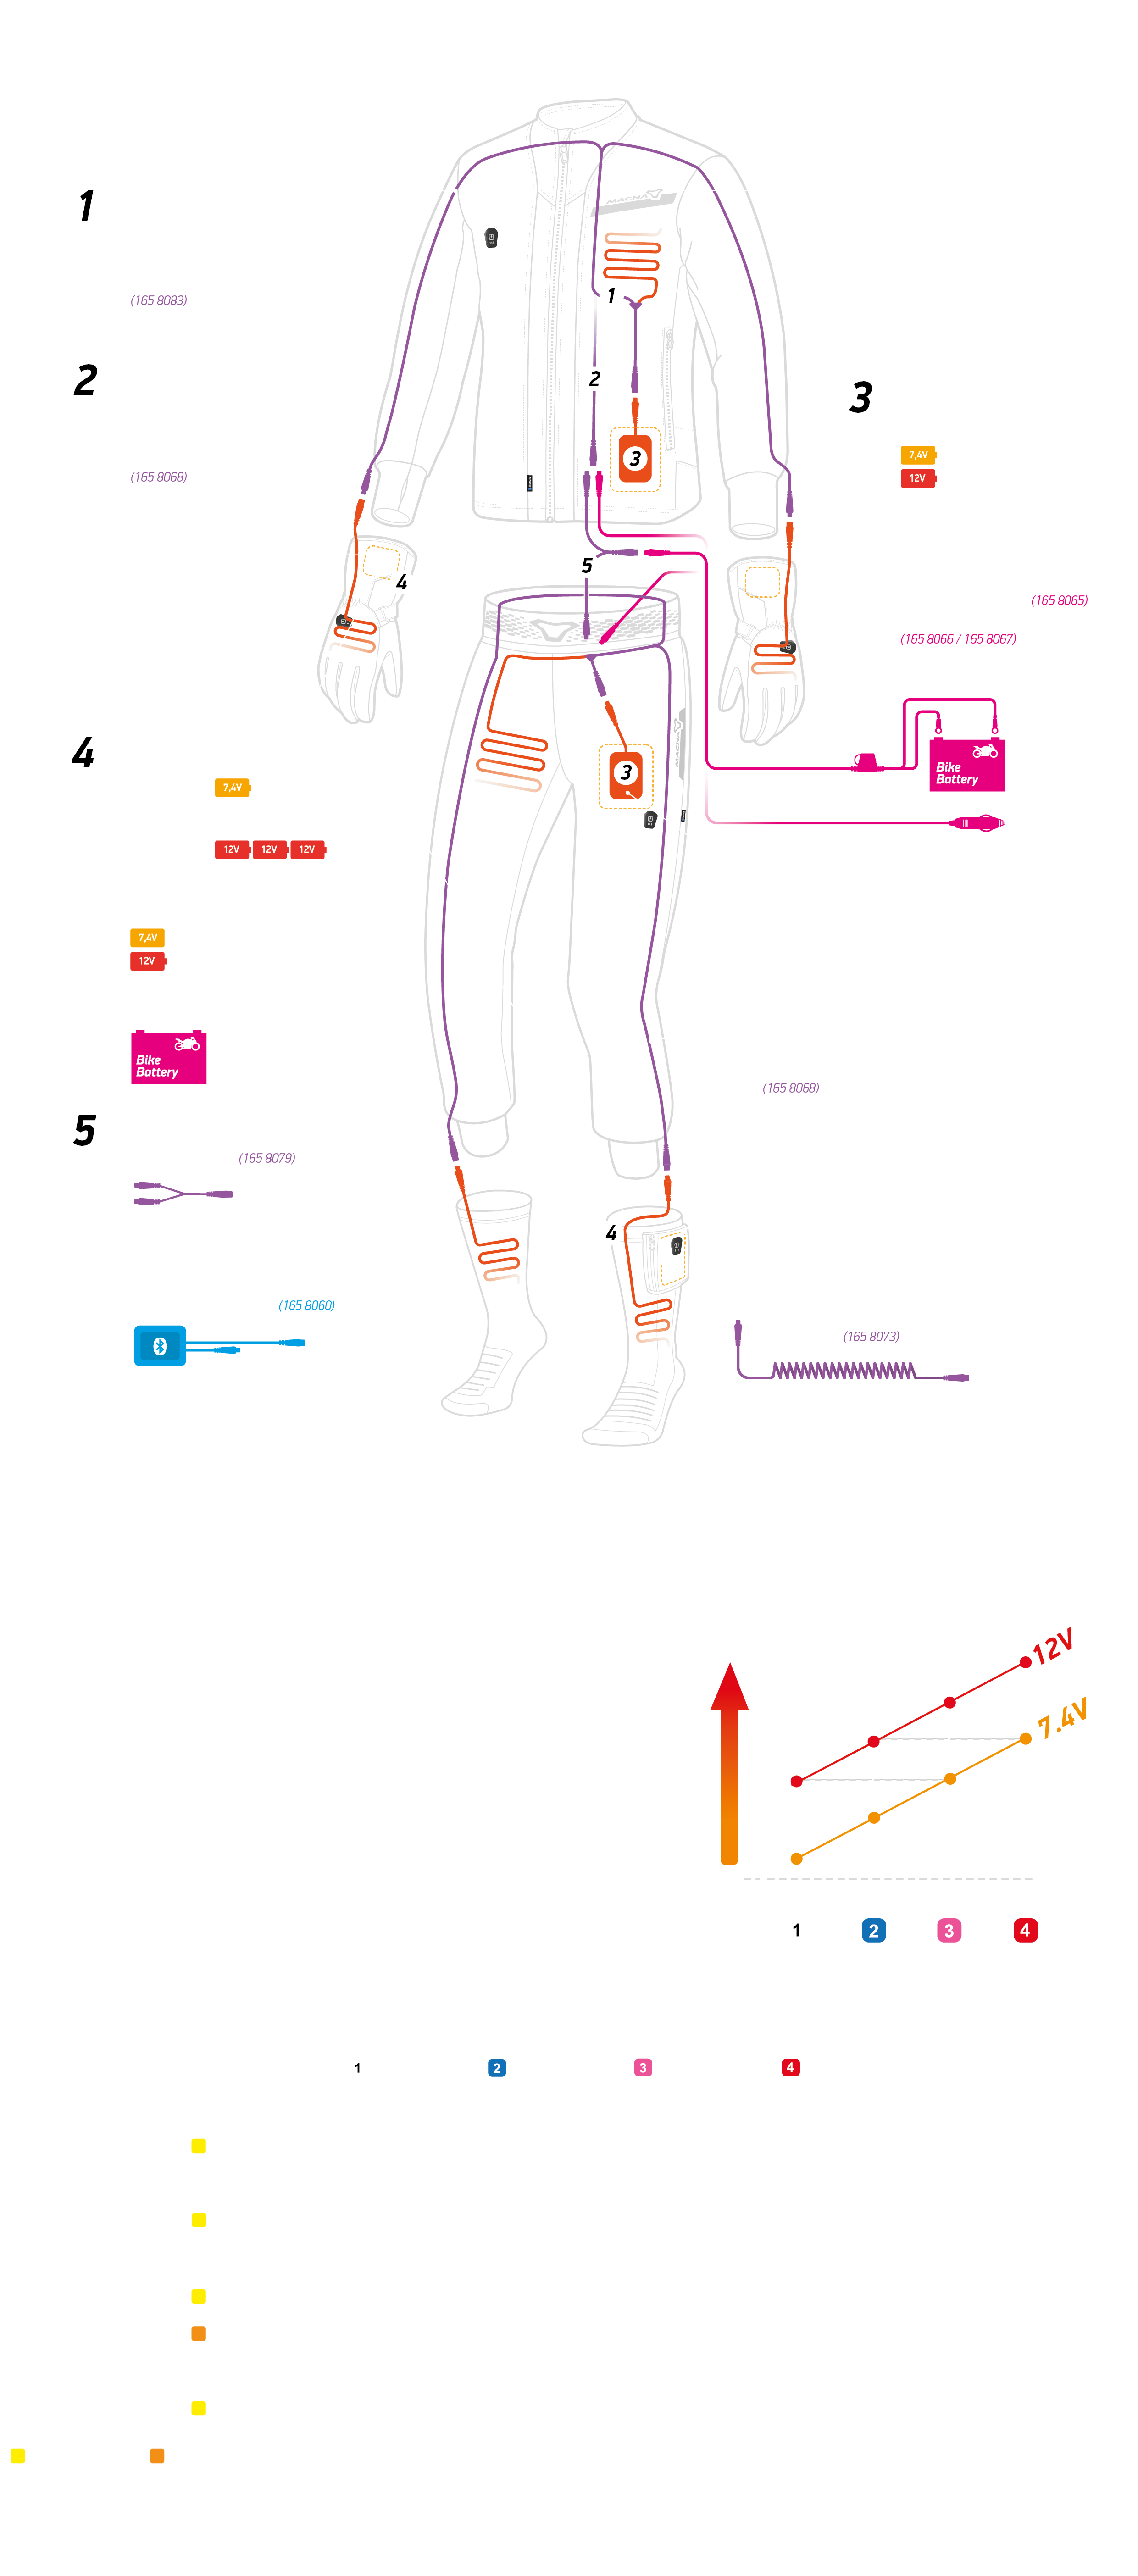 1
(165 8083)
2
(165 8068)
MACNA
1
2
3
3
7,4V
12V
4
5
(165 8065)
(165 8066 / 165 8067)
4
7,4V
12V 12V 12V
3
MACNA
Bike
Battery
7,4V
12V
Bike
Battery
(165 8068)
5
(165 8079)
4
(165 8060)
(165 8073)
12V
7.4V
1 2 3 4
1 2 3 4